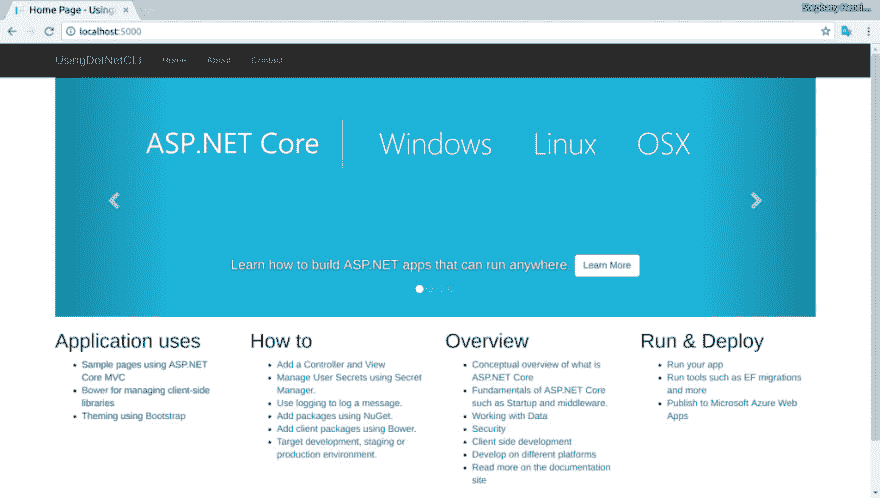 Home Page - Using
localhost:5000
UsingDotNetCLI Home About Contact
ASP.NET Core Windows Linux OSX
Learn how to build ASP.NET apps that can run anywhere. Learn More
Application uses
Sample pages using ASP.NET
Core MVC
Bower for managing client-side
libraries
Theming using Bootstrap
How to
Add a Controller and View
Manage User Secrets using Secret
Manager.
Use logging to log a message.
Add packages using NuGet.
Add client packages using Bower.
Target development, staging or
production environment.
Overview
Conceptual overview of what is
ASP.NET Core
Fundamentals of ASP.NET Core
such as Startup and middleware.
Working with Data
Security
Client side development
Develop on different platforms
Read more on the documentation
site
Run & Deploy
Run your app
Run tools such as EF migrations
and more
Publish to Microsoft Azure Web
Apps